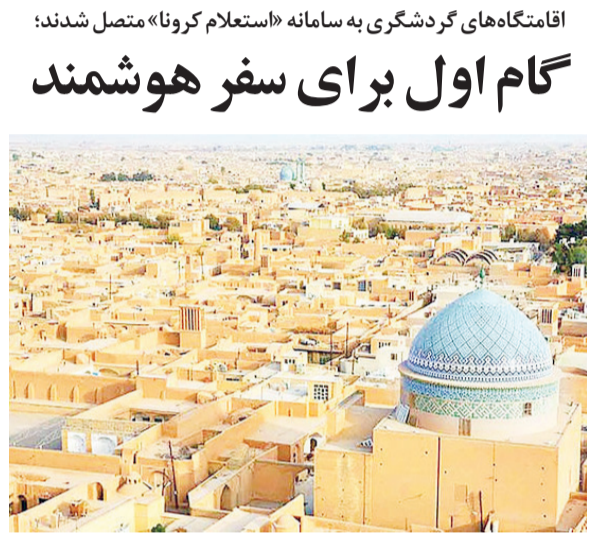 اقامتگاه‌های گردشگری به سامانه «استعلام کرونا» متصل شدند؛
گام اول برای سفر هوشمند